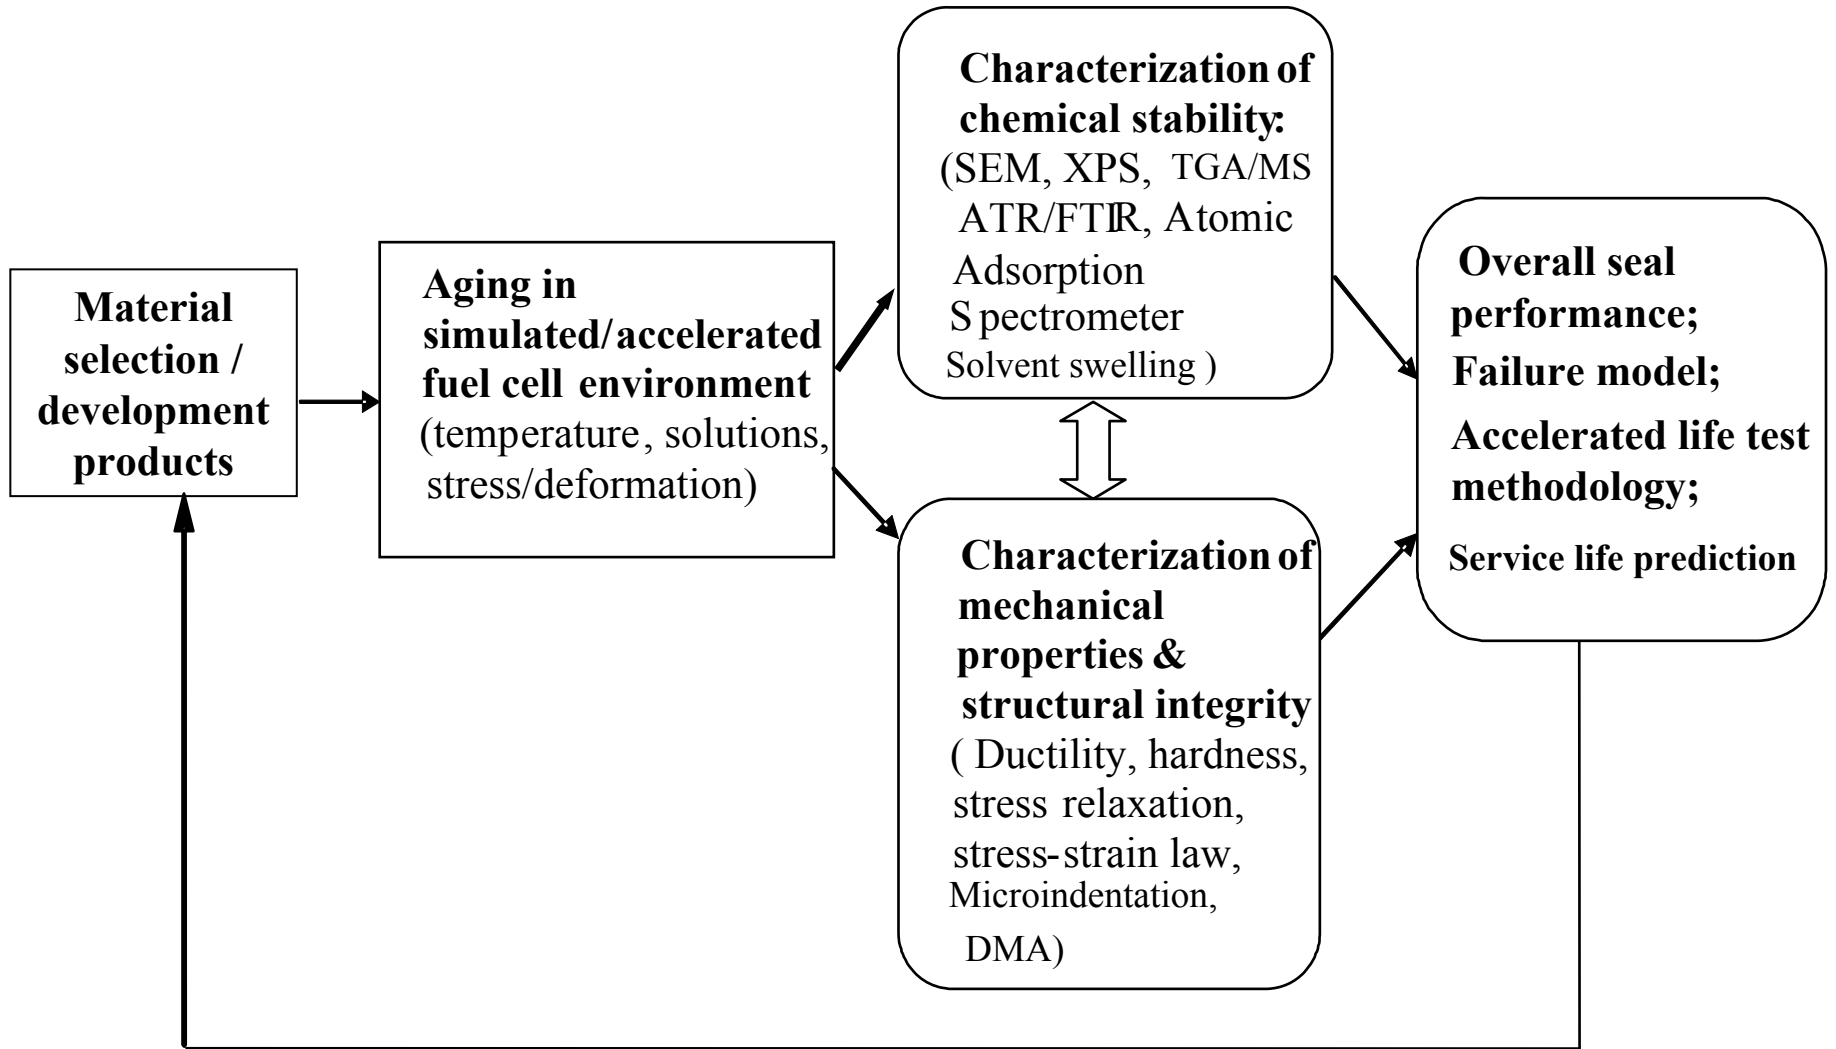 Material
selection /
development
products
Aging in
simulated/accelerated
fuel cell environment
(temperature, solutions,
stress/deformation)
Characterization of
chemical stability:
(SEM, XPS, TGA/MS
ATR/FTIR, Atomic
Adsorption
Spectrometer
Solvent swelling )
Characterization of
mechanical
properties &
structural integrity
( Ductility, hardness,
stress relaxation,
stress-strain law,
Microindentation,
DMA)
Overall seal
performance;
Failure model;
Accelerated life test
methodology;
Service life prediction